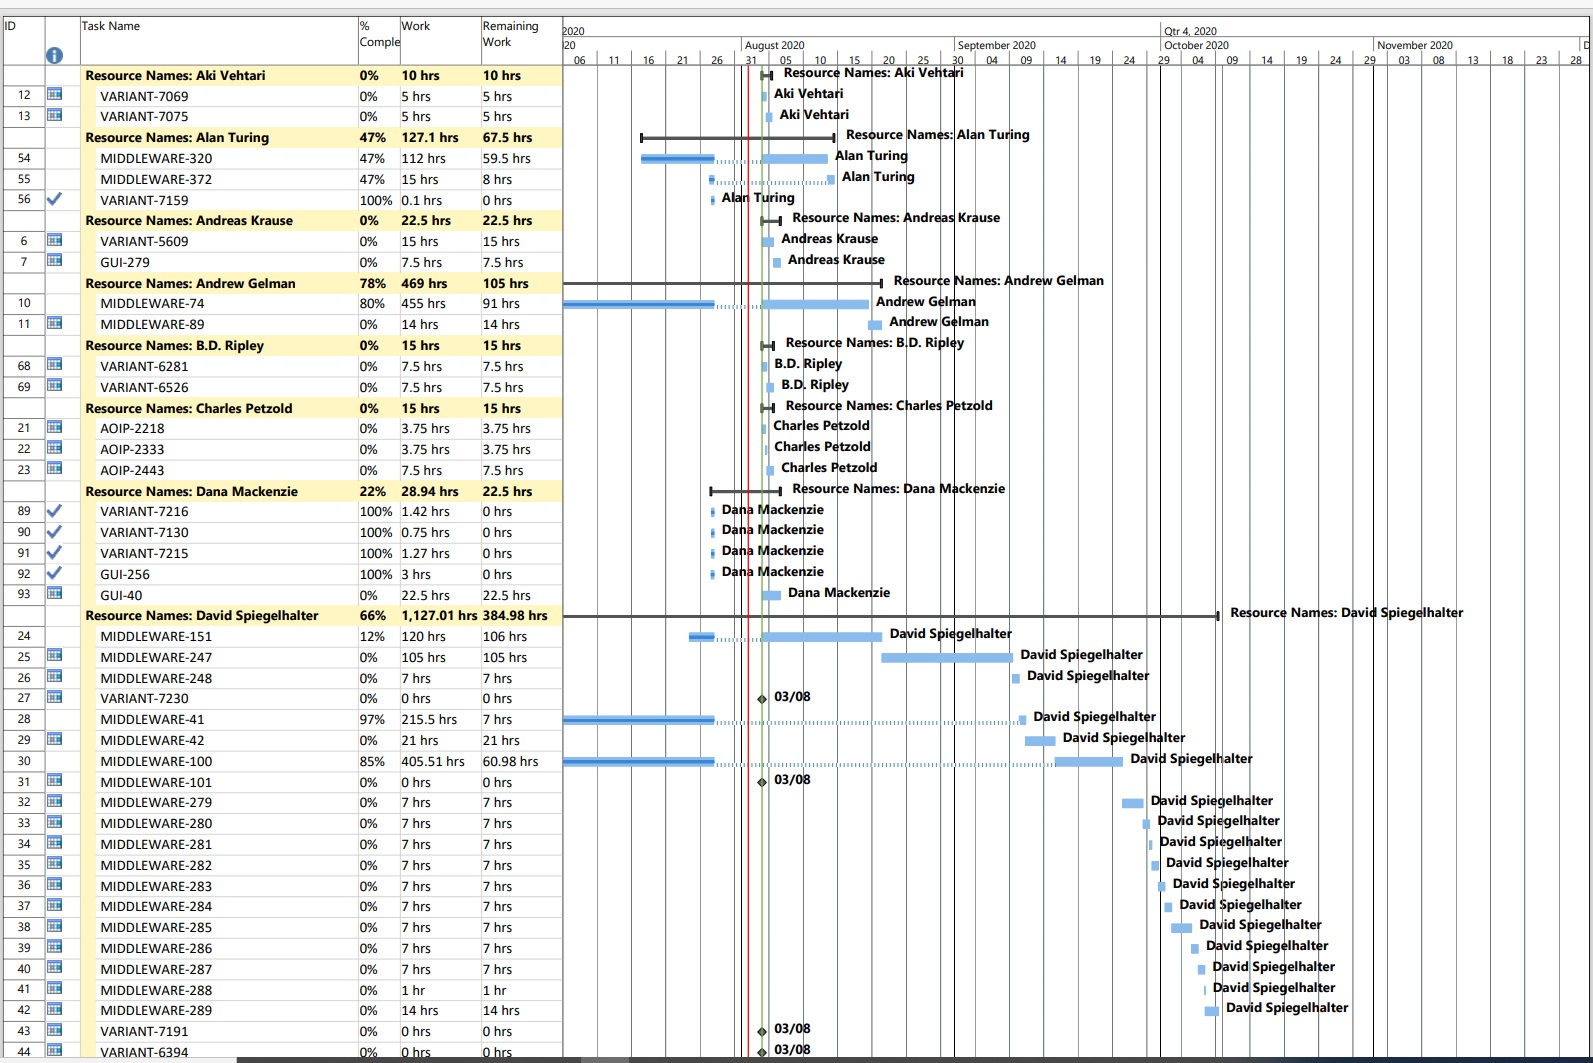 ID Task Name % Comple Work Remaining Work
2020 Qtr 4, 2020
20 August 2020 September 2020 October 2020 November 2020 D
06 11 16 21 26 31 05 10 15 20 25 30 04 09 14 19 24 29 04 09 14 19 24 29 03 08 13 18 23 28
Resource Names: Aki Vehtari 0% 10 hrs 10 hrs Resource Names: Aki Vehtari
12 VARIANT-7069 0% 5 hrs 5 hrs Aki Vehtari
13 VARIANT-7075 0% 5 hrs 5 hrs Aki Vehtari
Resource Names: Alan Turing 47% 127.1 hrs 67.5 hrs Resource Names: Alan Turing
54 MIDDLEWARE-320 47% 112 hrs 59.5 hrs Alan Turing
55 MIDDLEWARE-372 47% 15 hrs 8 hrs Alan Turing
56 VARIANT-7159 100% 0.1 hrs 0 hrs Alan Turing
Resource Names: Andreas Krause 0% 22.5 hrs 22.5 hrs Resource Names: Andreas Krause
6 VARIANT-5609 0% 15 hrs 15 hrs Andreas Krause
7 GUI-279 0% 7.5 hrs 7.5 hrs Andreas Krause
Resource Names: Andrew Gelman 78% 469 hrs 105 hrs Resource Names: Andrew Gelman
10 MIDDLEWARE-74 80% 455 hrs 91 hrs Andrew Gelman
11 MIDDLEWARE-89 0% 14 hrs 14 hrs Andrew Gelman
Resource Names: B.D. Ripley 0% 15 hrs 15 hrs Resource Names: B.D. Ripley
68 VARIANT-6281 0% 7.5 hrs 7.5 hrs B.D. Ripley
69 VARIANT-6526 0% 7.5 hrs 7.5 hrs B.D. Ripley
Resource Names: Charles Petzold 0% 15 hrs 15 hrs Resource Names: Charles Petzold
21 AOIP-2218 0% 3.75 hrs 3.75 hrs Charles Petzold
22 AOIP-2333 0% 3.75 hrs 3.75 hrs Charles Petzold
23 AOIP-2443 0% 7.5 hrs 7.5 hrs Charles Petzold
Resource Names: Dana Mackenzie 22% 28.94 hrs 22.5 hrs Resource Names: Dana Mackenzie
89 VARIANT-7216 100% 1.42 hrs 0 hrs Dana Mackenzie
90 VARIANT-7130 100% 0.75 hrs 0 hrs Dana Mackenzie
91 VARIANT-7215 100% 1.27 hrs 0 hrs Dana Mackenzie
92 GUI-256 100% 3 hrs 0 hrs Dana Mackenzie
93 GUI-40 0% 22.5 hrs 22.5 hrs Dana Mackenzie
Resource Names: David Spiegelhalter 66% 1,127.01 hrs 384.98 hrs Resource Names: David Spiegelhalter
24 MIDDLEWARE-151 12% 120 hrs 106 hrs David Spiegelhalter
25 MIDDLEWARE-247 0% 105 hrs 105 hrs David Spiegelhalter
26 MIDDLEWARE-248 0% 7 hrs 7 hrs David Spiegelhalter
27 VARIANT-7230 0% 0 hrs 0 hrs 03/08
28 MIDDLEWARE-41 97% 215.5 hrs 7 hrs David Spiegelhalter
29 MIDDLEWARE-42 0% 21 hrs 21 hrs David Spiegelhalter
30 MIDDLEWARE-100 85% 405.51 hrs 60.98 hrs David Spiegelhalter
31 MIDDLEWARE-101 0% 0 hrs 0 hrs 03/08
32 MIDDLEWARE-279 0% 7 hrs 7 hrs David Spiegelhalter
33 MIDDLEWARE-280 0% 7 hrs 7 hrs David Spiegelhalter
34 MIDDLEWARE-281 0% 7 hrs 7 hrs David Spiegelhalter
35 MIDDLEWARE-282 0% 7 hrs 7 hrs David Spiegelhalter
36 MIDDLEWARE-283 0% 7 hrs 7 hrs David Spiegelhalter
37 MIDDLEWARE-284 0% 7 hrs 7 hrs David Spiegelhalter
38 MIDDLEWARE-285 0% 7 hrs 7 hrs David Spiegelhalter
39 MIDDLEWARE-286 0% 7 hrs 7 hrs David Spiegelhalter
40 MIDDLEWARE-287 0% 7 hrs 7 hrs David Spiegelhalter
41 MIDDLEWARE-288 0% 1 hr 1 hr David Spiegelhalter
42 MIDDLEWARE-289 0% 14 hrs 14 hrs David Spiegelhalter
43 VARIANT-7191 0% 0 hrs 0 hrs 03/08
44 VARIANT-6394 0% 0 hrs 0 hrs 03/08